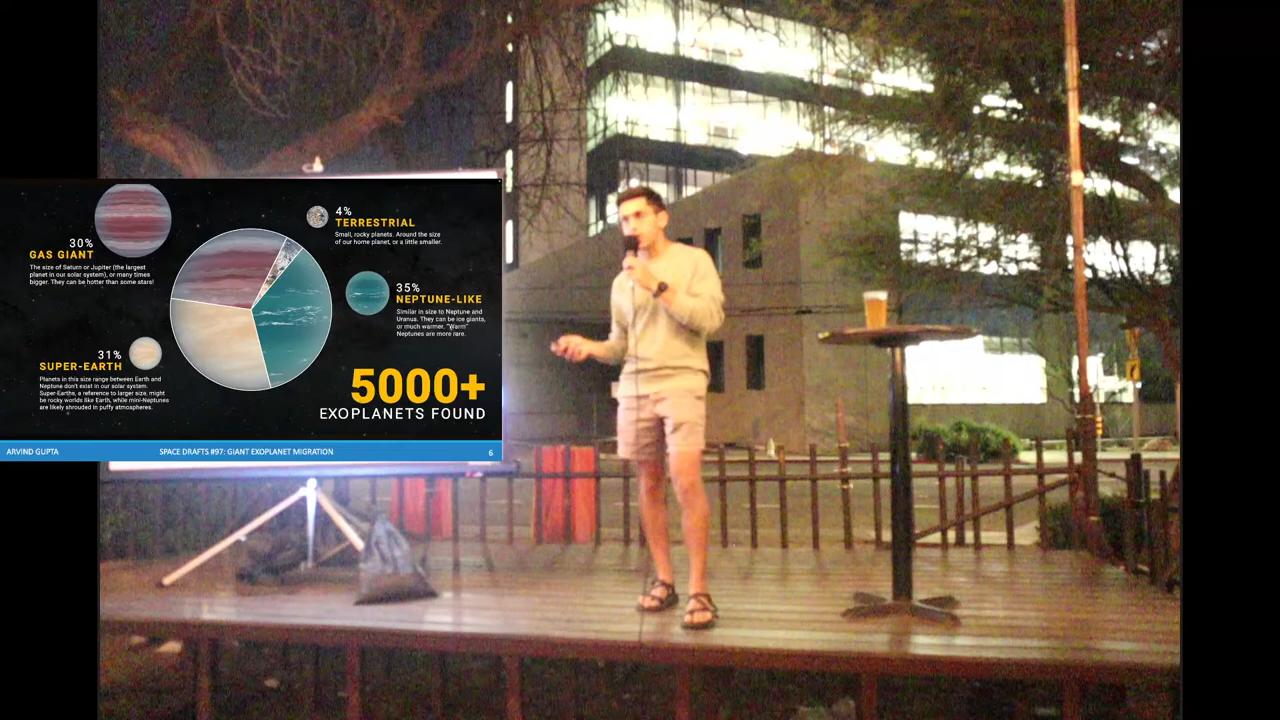 30%
GAS GIANT
The size of Saturn or Jupiter (the largest
planet in our solar system), or many times
bigger. They can be hotter than some stars!
4%
TERRESTRIAL
Small, rocky planets. Around the size
of our home planet, or a little smaller.
35%
NEPTUNE-LIKE
Similar in size to Neptune and
Uranus. They can be ice giants,
or much warmer. "Warm"
Neptunes are more rare.
31%
SUPER-EARTH
Planets in this size range between Earth and
Neptune don't exist in our solar system.
Super-Earths, a reference to larger size, might
be rocky worlds like Earth, while mini-Neptunes
are likely shrouded in puffy atmospheres.
5000+
EXOPLANETS FOUND
ARVIND GUPTA SPACE DRAFTS #97: GIANT EXOPLANET MIGRATION 6